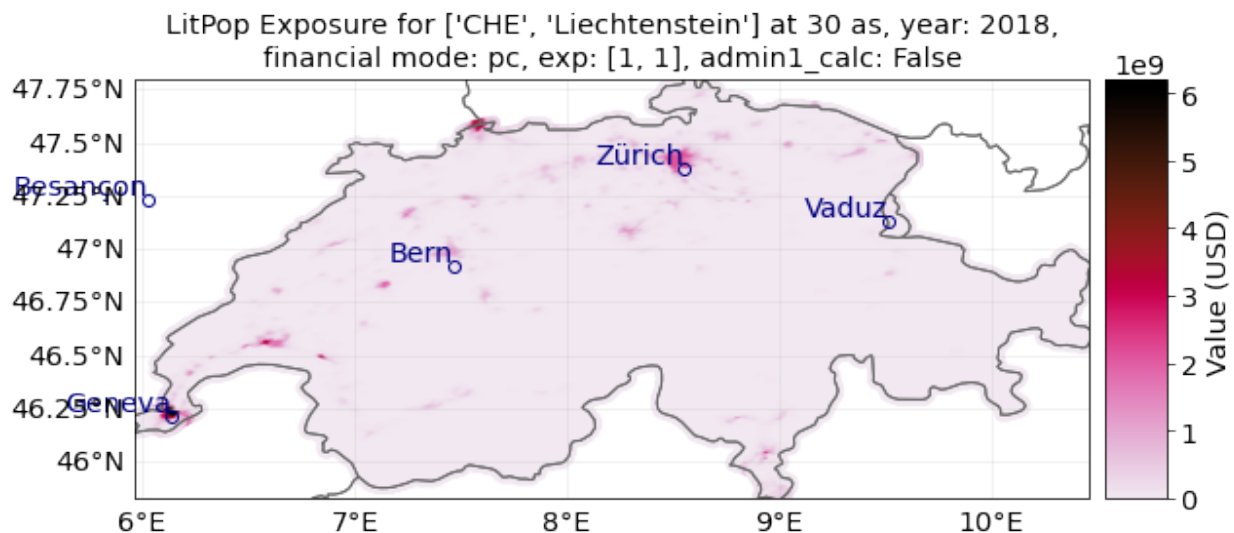 LitPop Exposure for ['CHE', 'Liechtenstein'] at 30 as, year: 2018,
financial mode: pc, exp: [1, 1], admin1_calc: False
1e9
47.75°N
6
47.5°N
Zürich
5
Besançon
47.25°N
Vaduz
4
47°N
Bern
46.75°N
3
46.5°N
2
Geneva
46.25°N
1
46°N
0
Value (USD)
6°E
7°E
8°E
9°E
10°E